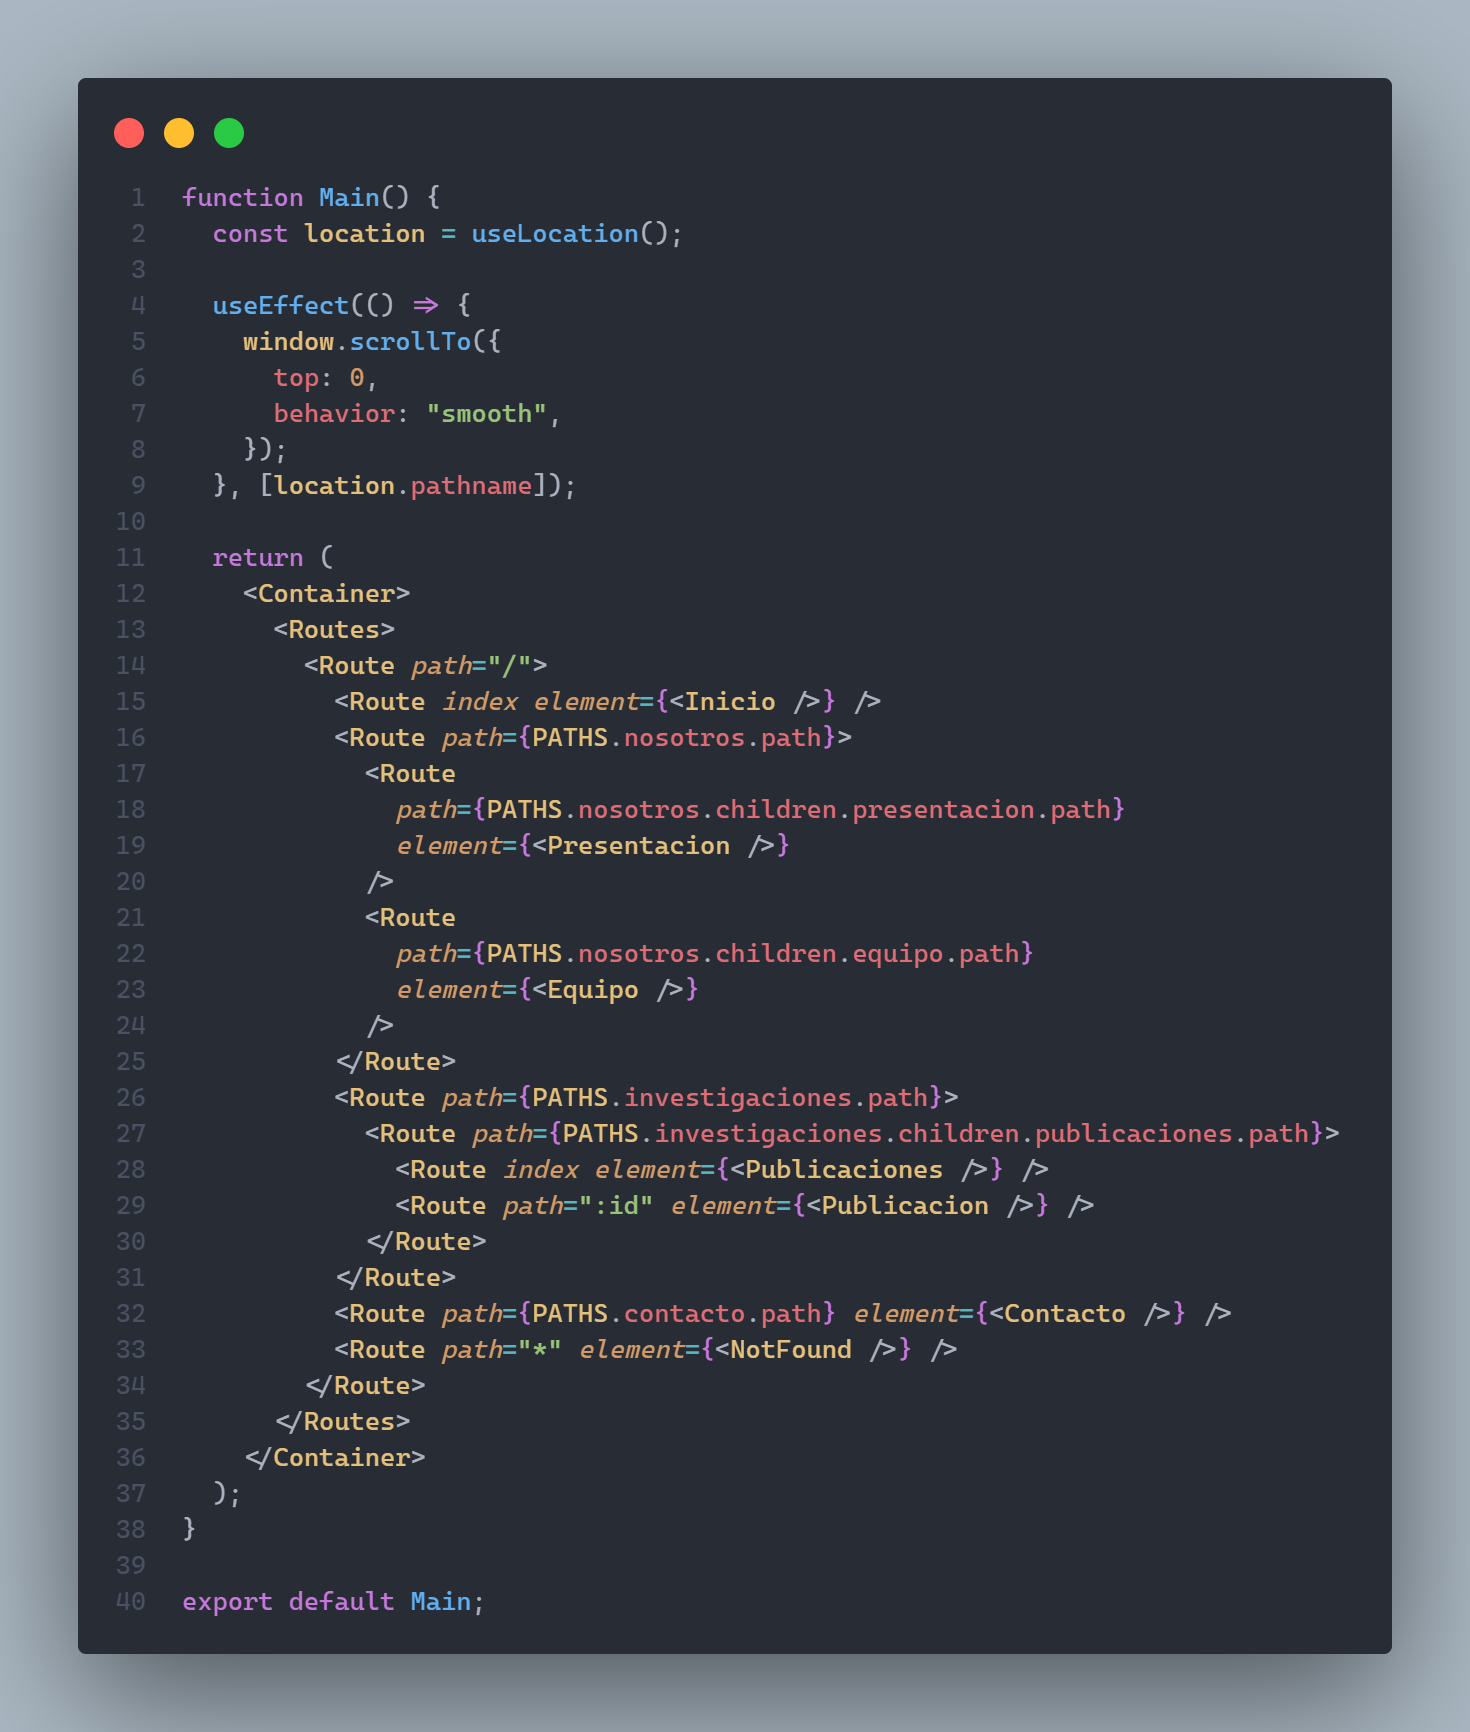 1 function Main() {
2   const location = useLocation();
3
4   useEffect(() => {
5     window.scrollTo({
6       top: 0,
7       behavior: "smooth",
8     });
9   }, [location.pathname]);
10
11   return (
12     <Container>
13       <Routes>
14         <Route path="/">
15           <Route index element={<Inicio />} />
16           <Route path={PATHS.nosotros.path}>
17             <Route
18               path={PATHS.nosotros.children.presentacion.path}
19               element={<Presentacion />}
20             />
21             <Route
22               path={PATHS.nosotros.children.equipo.path}
23               element={<Equipo />}
24             />
25           </Route>
26           <Route path={PATHS.investigaciones.path}>
27             <Route path={PATHS.investigaciones.children.publicaciones.path}>
28               <Route index element={<Publicaciones />} />
29               <Route path=":id" element={<Publicacion />} />
30             </Route>
31           </Route>
32           <Route path={PATHS.contacto.path} element={<Contacto />} />
33           <Route path="*" element={<NotFound />} />
34         </Route>
35       </Routes>
36     </Container>
37   );
38 }
39
40 export default Main;